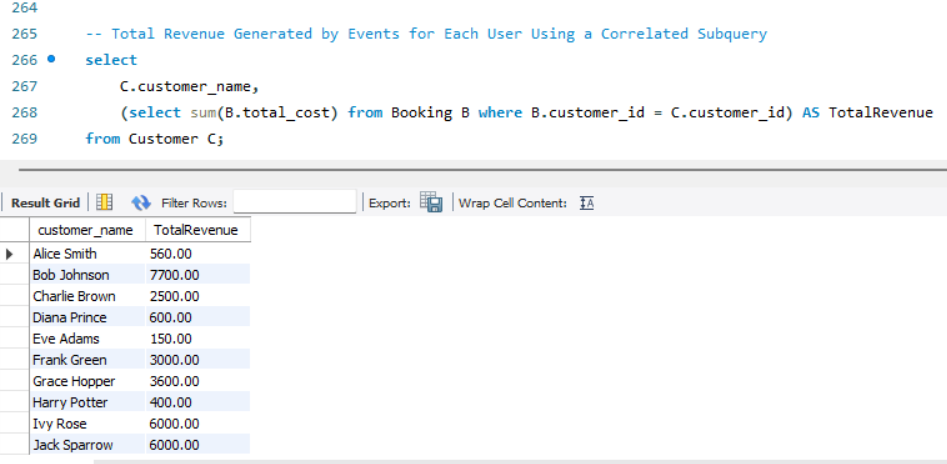 264
265 -- Total Revenue Generated by Events for Each User Using a Correlated Subquery
266 select
267 C.customer_name,
268 (select sum(B.total_cost) from Booking B where B.customer_id = C.customer_id) AS TotalRevenue
269 from Customer C;
Result Grid Filter Rows: Export: Wrap Cell Content: IA
customer_name TotalRevenue
Alice Smith 560.00
Bob Johnson 7700.00
Charlie Brown 2500.00
Diana Prince 600.00
Eve Adams 150.00
Frank Green 3000.00
Grace Hopper 3600.00
Harry Potter 400.00
Ivy Rose 6000.00
Jack Sparrow 6000.00